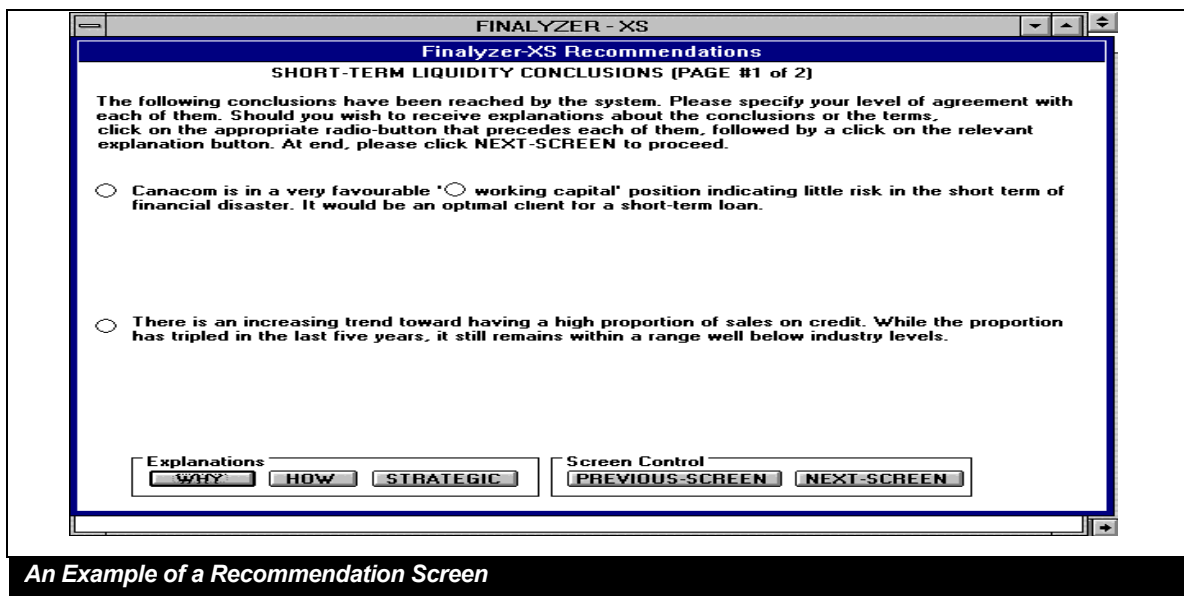 FINALYZER - XS
Finalyzer-XS Recommendations
SHORT-TERM LIQUIDITY CONCLUSIONS (PAGE #1 of 2)
The following conclusions have been reached by the system. Please specify your level of agreement with
each of them. Should you wish to receive explanations about the conclusions or the terms,
click on the appropriate radio-button that precedes each of them, followed by a click on the relevant
explanation button. At end, please click NEXT-SCREEN to proceed.
Canacom is in a very favourable ' working capital' position indicating little risk in the short term of
financial disaster. It would be an optimal client for a short-term loan.
There is an increasing trend toward having a high proportion of sales on credit. While the proportion
has tripled in the last five years, it still remains within a range well below industry levels.
Explanations Screen Control
WHY HOW STRATEGIC PREVIOUS-SCREEN NEXT-SCREEN
An Example of a Recommendation Screen